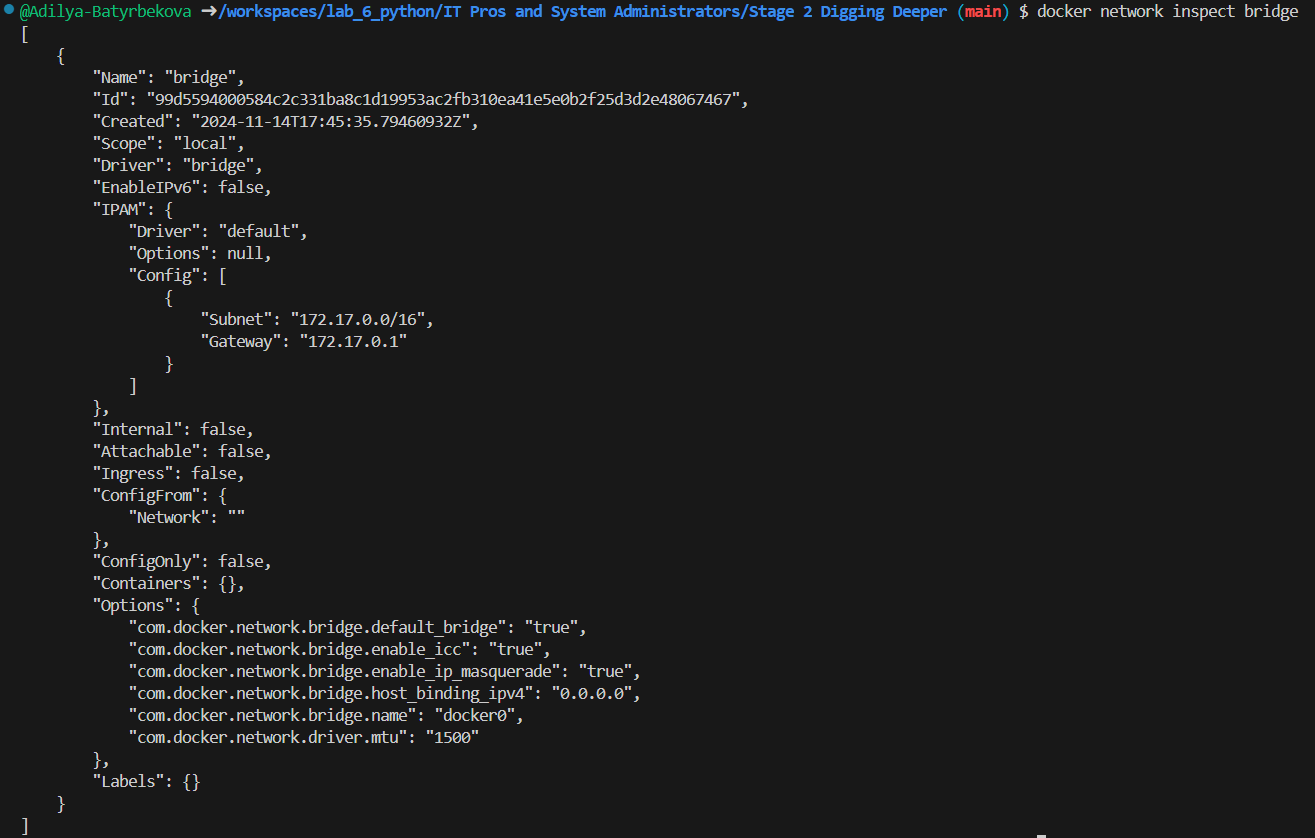 @Adilya-Batyrbekova ➜/workspaces/lab_6_python/IT Pros and System Administrators/Stage 2 Digging Deeper (main) $ docker network inspect bridge
[
    {
        "Name": "bridge",
        "Id": "99d5594000584c2c331ba8c1d19953ac2fb310ea41e5e0b2f25d3d2e48067467",
        "Created": "2024-11-14T17:45:35.79460932Z",
        "Scope": "local",
        "Driver": "bridge",
        "EnableIPv6": false,
        "IPAM": {
            "Driver": "default",
            "Options": null,
            "Config": [
                {
                    "Subnet": "172.17.0.0/16",
                    "Gateway": "172.17.0.1"
                }
            ]
        },
        "Internal": false,
        "Attachable": false,
        "Ingress": false,
        "ConfigFrom": {
            "Network": ""
        },
        "ConfigOnly": false,
        "Containers": {},
        "Options": {
            "com.docker.network.bridge.default_bridge": "true",
            "com.docker.network.bridge.enable_icc": "true",
            "com.docker.network.bridge.enable_ip_masquerade": "true",
            "com.docker.network.bridge.host_binding_ipv4": "0.0.0.0",
            "com.docker.network.bridge.name": "docker0",
            "com.docker.network.driver.mtu": "1500"
        },
        "Labels": {}
    }
]